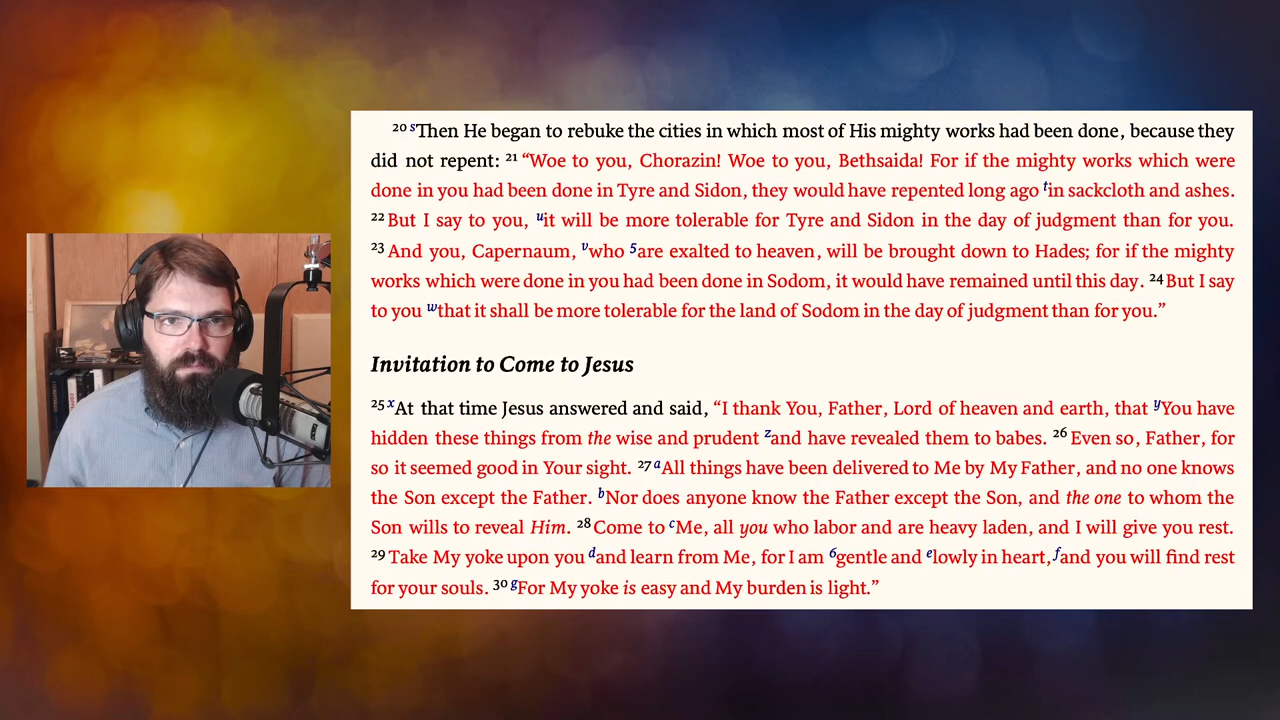 20 sThen He began to rebuke the cities in which most of His mighty works had been done, because they
did not repent: 21 “Woe to you, Chorazin! Woe to you, Bethsaida! For if the mighty works which were
done in you had been done in Tyre and Sidon, they would have repented long ago tin sackcloth and ashes.
22 But I say to you, uit will be more tolerable for Tyre and Sidon in the day of judgment than for you.
23 And you, Capernaum, vwho 5are exalted to heaven, will be brought down to Hades; for if the mighty
works which were done in you had been done in Sodom, it would have remained until this day. 24 But I say
to you wthat it shall be more tolerable for the land of Sodom in the day of judgment than for you.”
Invitation to Come to Jesus
25 xAt that time Jesus answered and said, “I thank You, Father, Lord of heaven and earth, that yYou have
hidden these things from the wise and prudent zand have revealed them to babes. 26 Even so, Father, for
so it seemed good in Your sight. 27 aAll things have been delivered to Me by My Father, and no one knows
the Son except the Father. bNor does anyone know the Father except the Son, and the one to whom the
Son wills to reveal Him. 28 Come to cMe, all you who labor and are heavy laden, and I will give you rest.
29 Take My yoke upon you dand learn from Me, for I am 6gentle and elowly in heart, fand you will find rest
for your souls. 30 gFor My yoke is easy and My burden is light.”